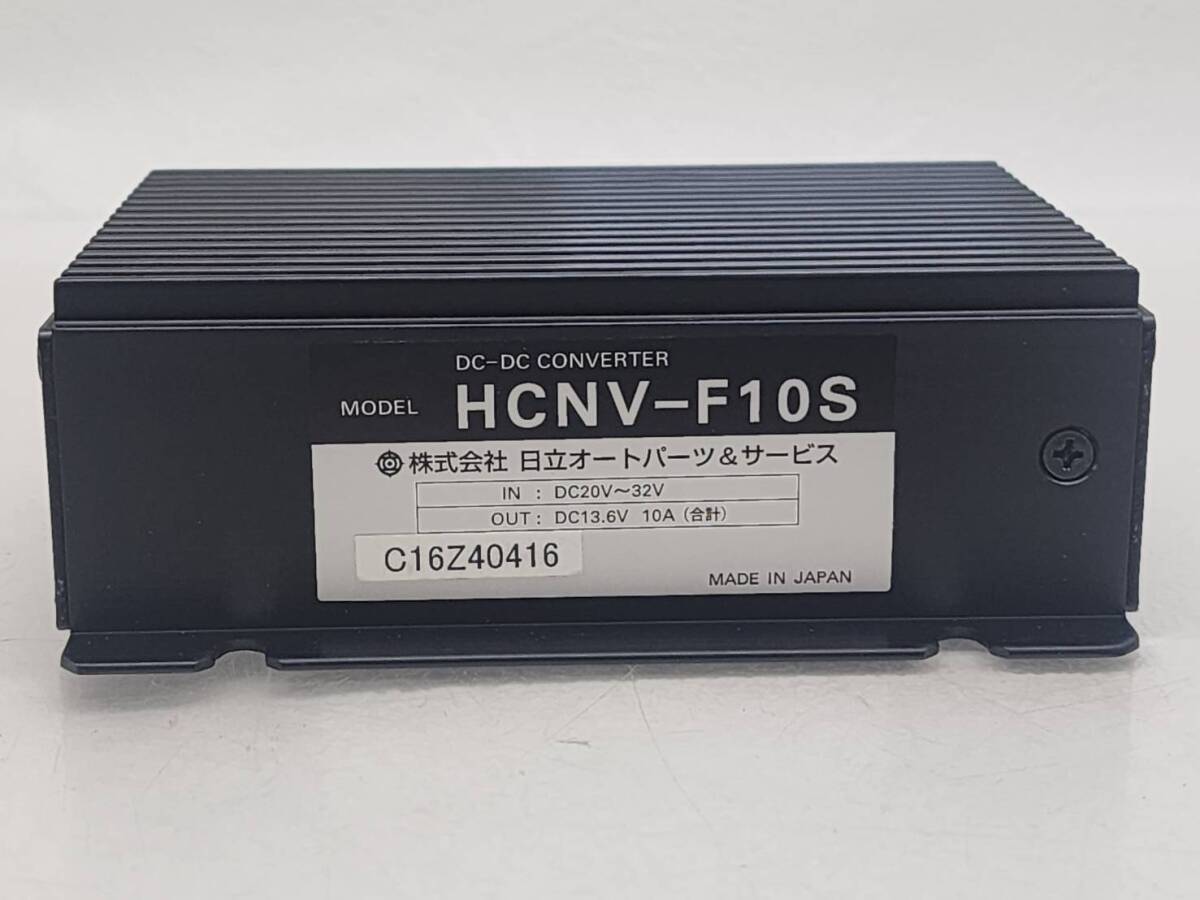 DC-DC CONVERTER
MODEL HCNV-F10S
株式会社 日立オートパーツ&サービス
IN : DC20V～32V
OUT : DC13.6V 10A (合計)
C16Z40416
MADE IN JAPAN